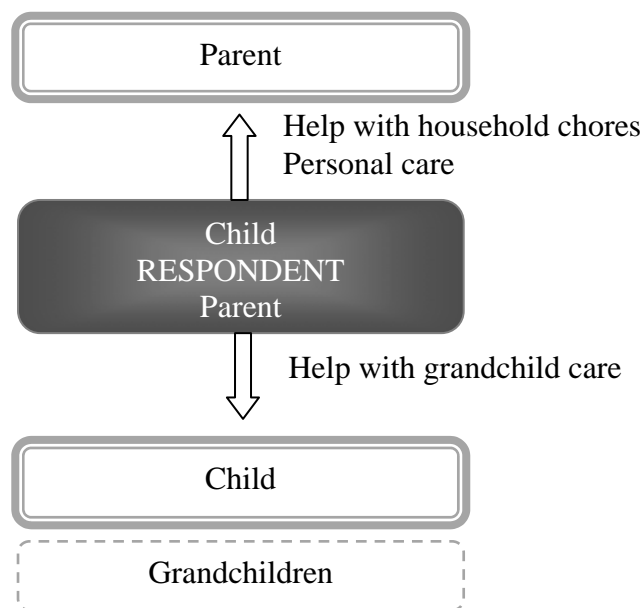 Parent
Help with household chores
Personal care
Child
RESPONDENT
Parent
Help with grandchild care
Child
Grandchildren